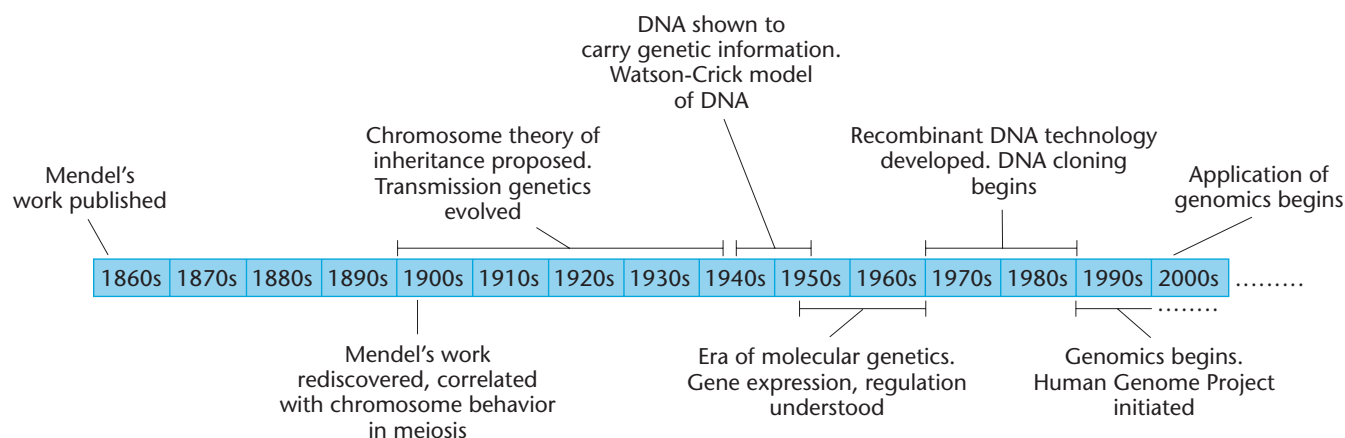 DNA shown to
carry genetic information.
Watson-Crick model
of DNA
Chromosome theory of
inheritance proposed.
Transmission genetics
evolved
Recombinant DNA technology
developed. DNA cloning
begins
Mendel’s
work published
Application of
genomics begins
1860s 1870s 1880s 1890s 1900s 1910s 1920s 1930s 1940s 1950s 1960s 1970s 1980s 1990s 2000s .........
........
Mendel’s work
rediscovered, correlated
with chromosome behavior
in meiosis
Era of molecular genetics.
Gene expression, regulation
understood
Genomics begins.
Human Genome Project
initiated